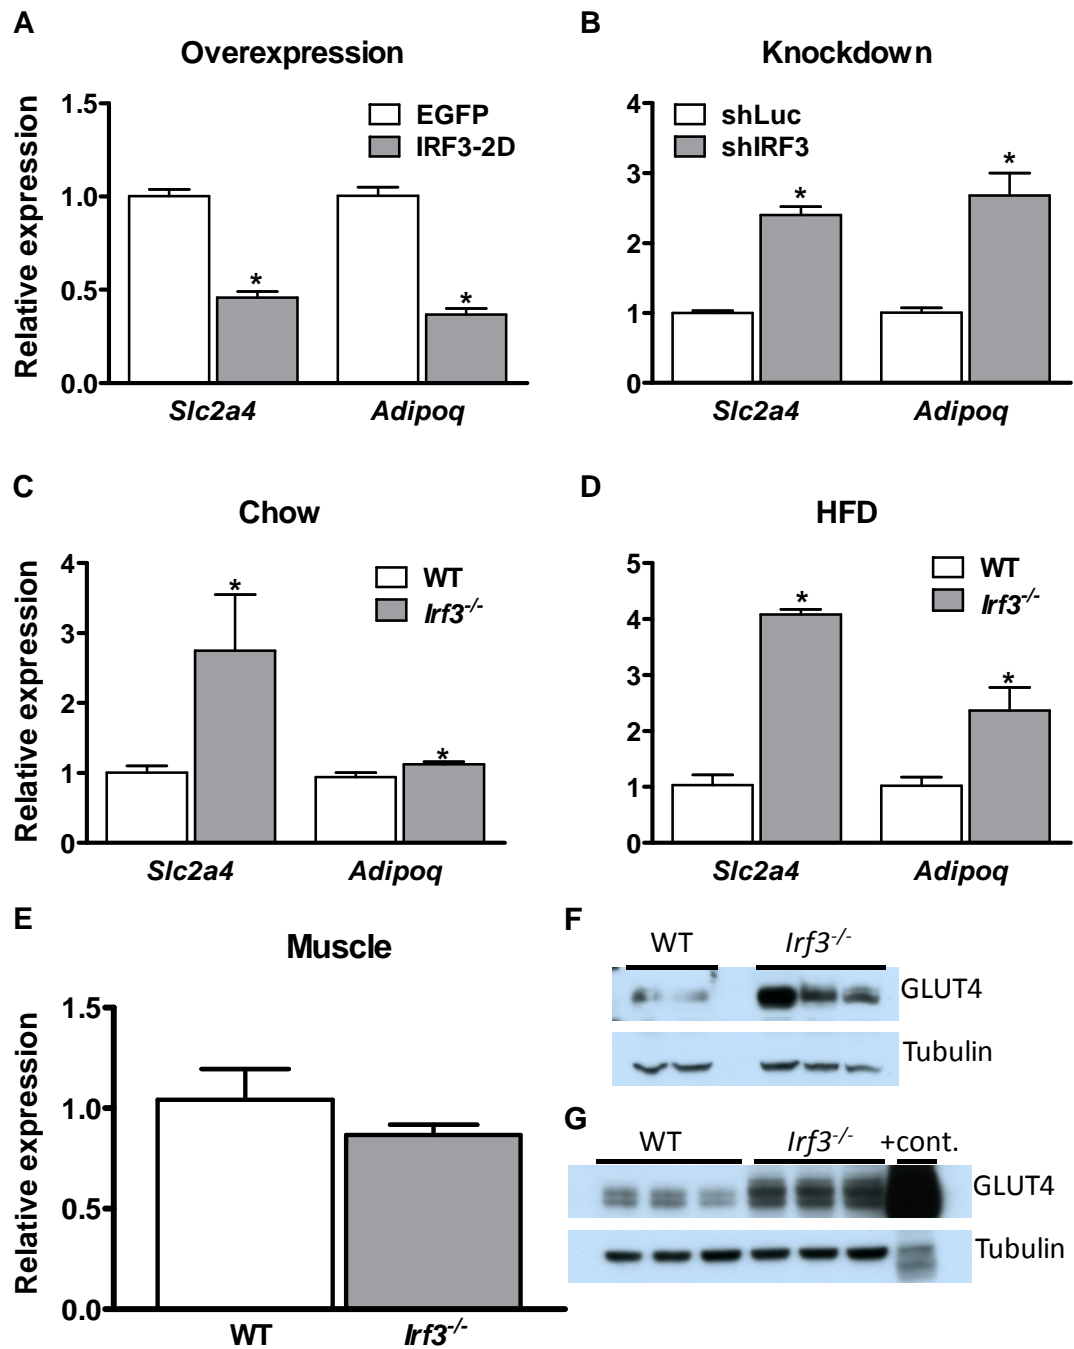 A
Overexpression
Relative expression
1.5
1.0
0.5
0.0
EGFP
IRF3-2D
*
*
Slc2a4 Adipoq
B
Knockdown
4
3
2
1
0
shLuc
shIRF3
*
*
Slc2a4 Adipoq
C
Chow
Relative expression
4
3
2
1
0
WT
Irf3-/-
*
*
Slc2a4 Adipoq
D
HFD
5
4
3
2
1
0
WT
Irf3-/-
*
*
Slc2a4 Adipoq
E
Muscle
Relative expression
1.5
1.0
0.5
0.0
WT Irf3-/-
F
WT Irf3-/-
GLUT4
Tubulin
G
WT Irf3-/- +cont.
GLUT4
Tubulin